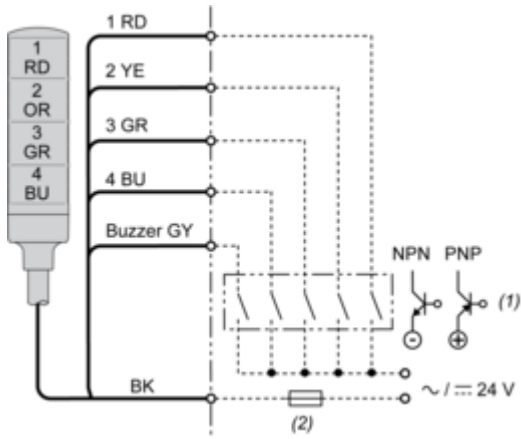 1 RD
1
RD
2
OR
3
GR
4
BU
2 YE
3 GR
4 BU
Buzzer GY
NPN PNP
(1)
BK
~ / ⎓ 24 V
(2)